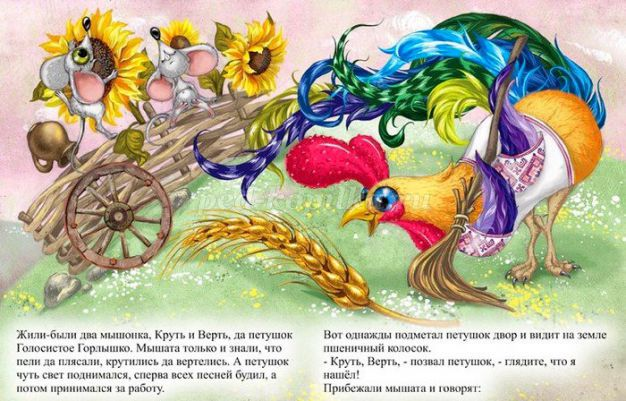 Жили-были два мышонка, Круть и Верть, да петушок
Голосистое Горлышко. Мышата только и знали, что
пели да плясали, крутились да вертелись. А петушок
чуть свет поднимался, сперва всех песней будил, а
потом принимался за работу.
Вот однажды подметал петушок двор и видит на земле
пшеничный колосок.
- Круть, Верть, - позвал петушок, - глядите, что я
нашёл!
Прибежали мышата и говорят: